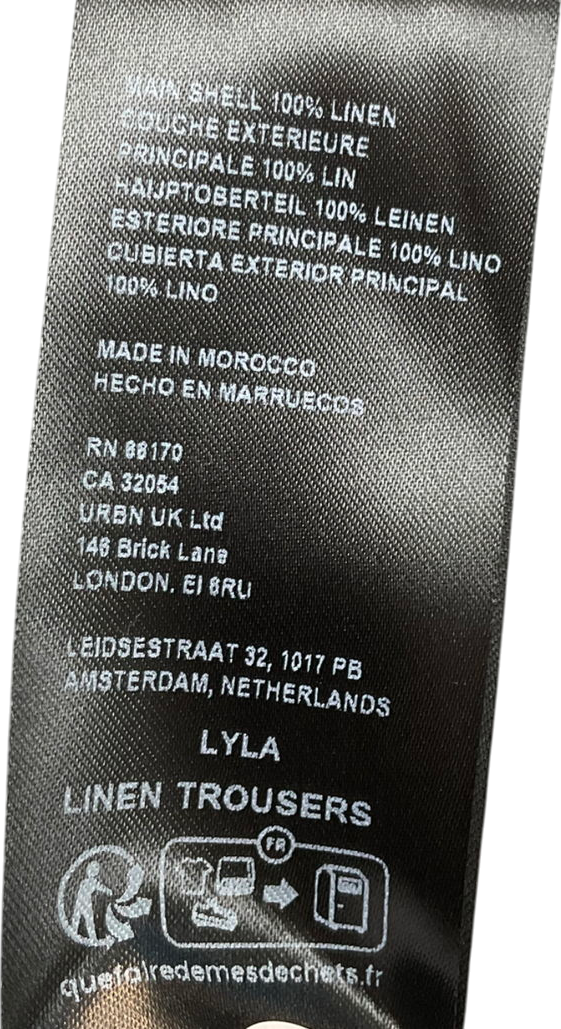 MAIN SHELL 100% LINEN
COUCHE EXTERIEURE
PRINCIPALE 100% LIN
HAUPTOBERTEIL 100% LEINEN
ESTERIORE PRINCIPALE 100% LINO
CUBIERTA EXTERIOR PRINCIPAL
100% LINO
MADE IN MOROCCO
HECHO EN MARRUECOS
RN 66170
CA 32054
URBN UK Ltd
146 Brick Lane
LONDON. EI 6RU
LEIDSESTRAAT 32, 1017 PB
AMSTERDAM, NETHERLANDS
LYLA
LINEN TROUSERS
FR
quefairedemesdechets.fr